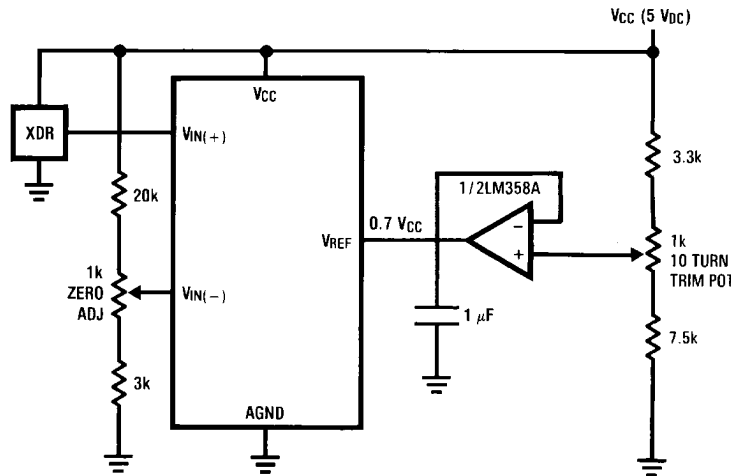 VCC (5 VDC)
VCC
XDR
VIN(+)
3.3k
1/2LM358A
20k
0.7 VCC
VREF
−
+
1k
10 TURN
TRIM POT
1k
ZERO
ADJ
VIN(−)
1 μF
7.5k
3k
AGND